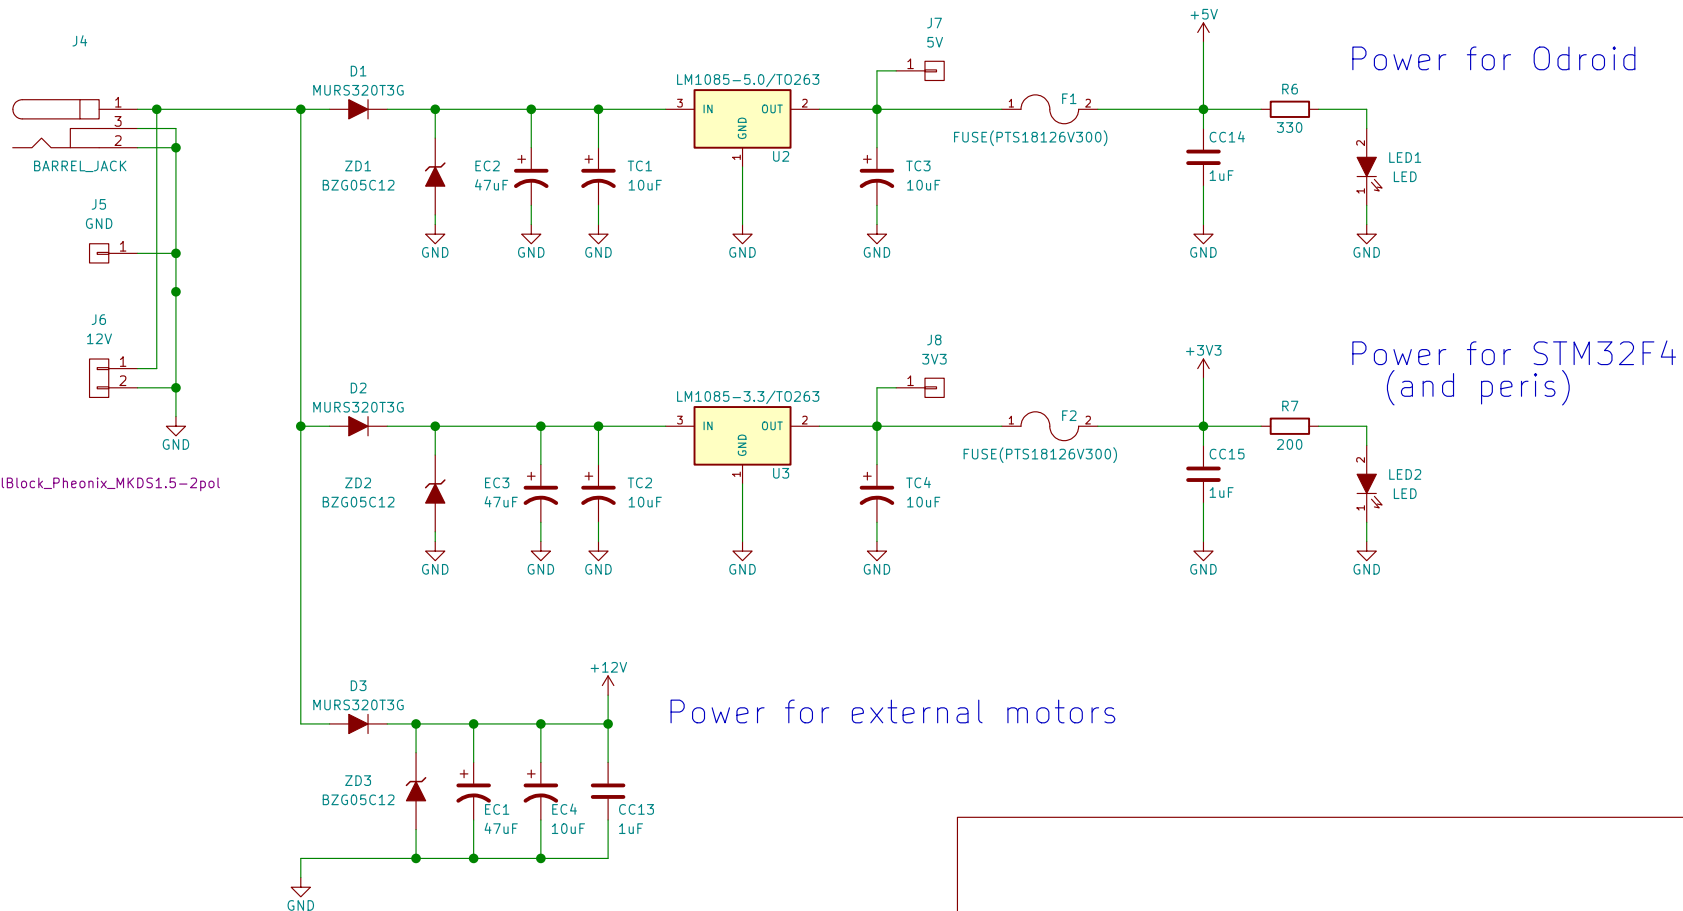 J4
1
3
2
BARREL_JACK
J5
GND
1
J6
12V
1
2
GND
lBlock_Pheonix_MKDS1.5-2pol
D1
MURS320T3G
ZD1
BZG05C12
GND
+
EC2
47uF
GND
+
TC1
10uF
GND
LM1085-5.0/TO263
3
IN
OUT
2
GND
1
U2
GND
J7
5V
1
+
TC3
10uF
GND
1
F1
2
FUSE(PTS18126V300)
+5V
CC14
1uF
GND
R6
330
2
1
LED1
LED
GND
Power for Odroid
D2
MURS320T3G
ZD2
BZG05C12
GND
+
EC3
47uF
GND
+
TC2
10uF
GND
LM1085-3.3/TO263
3
IN
OUT
2
GND
1
U3
GND
J8
3V3
1
+
TC4
10uF
GND
1
F2
2
FUSE(PTS18126V300)
+3V3
CC15
1uF
GND
R7
200
2
1
LED2
LED
GND
Power for STM32F4
(and peris)
D3
MURS320T3G
ZD3
BZG05C12
+
EC1
47uF
+
EC4
10uF
CC13
1uF
+12V
GND
Power for external motors